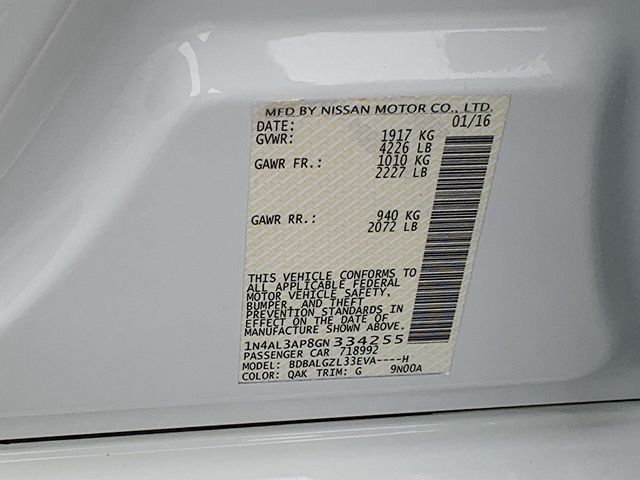 MFD BY NISSAN MOTOR CO., LTD.
DATE: 01/16
GVWR: 1917 KG
4226 LB
GAWR FR.: 1010 KG
2227 LB
GAWR RR.: 940 KG
2072 LB
THIS VEHICLE CONFORMS TO
ALL APPLICABLE FEDERAL
MOTOR VEHICLE SAFETY,
BUMPER, AND THEFT
PREVENTION STANDARDS IN
EFFECT ON THE DATE OF
MANUFACTURE SHOWN ABOVE.
1N4AL3AP8GN334255
PASSENGER CAR 718992
MODEL: BDBALGZL33EVA----H
COLOR: QAK TRIM: G 9N00A